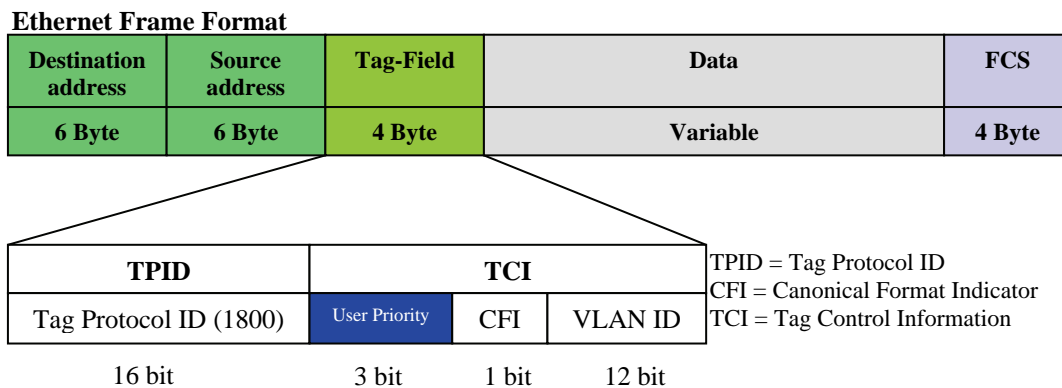 Ethernet Frame Format
Destination address
Source address
Tag-Field
Data
FCS
6 Byte
6 Byte
4 Byte
Variable
4 Byte
TPID
TCI
Tag Protocol ID (1800)
User Priority
CFI
VLAN ID
16 bit
3 bit
1 bit
12 bit
TPID = Tag Protocol ID
CFI = Canonical Format Indicator
TCI = Tag Control Information